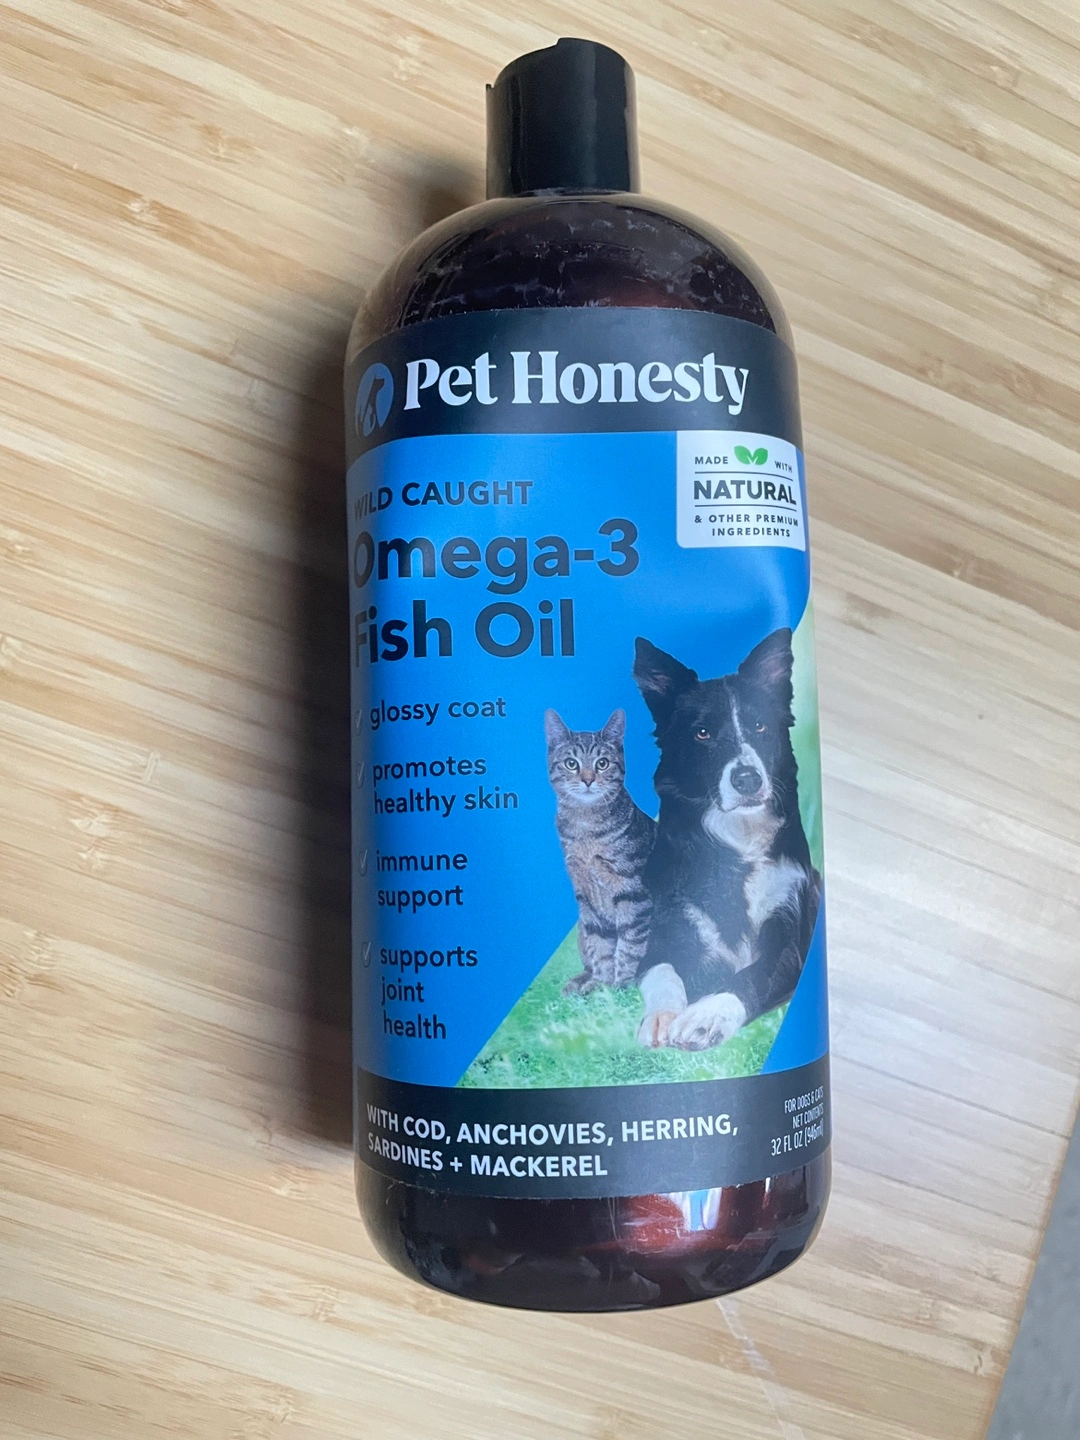 Pet Honesty
MADE WITH
NATURAL
& OTHER PREMIUM
INGREDIENTS
WILD CAUGHT
Omega-3
Fish Oil
glossy coat
promotes
healthy skin
immune
support
supports
joint
health
WITH COD, ANCHOVIES, HERRING,
SARDINES + MACKEREL
FOR DOGS & CATS
NET CONTENTS
32 FL OZ (946ml)